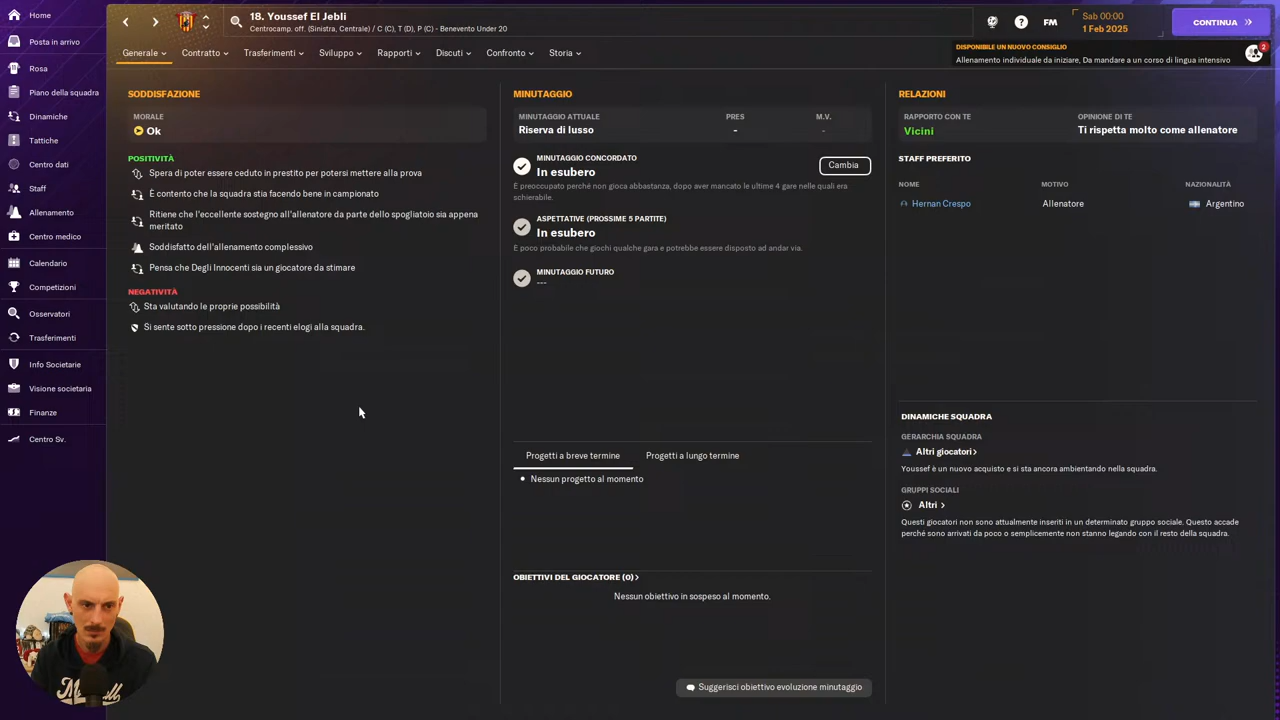 Home
Posta in arrivo
Rosa
Piano della squadra
Dinamiche
Tattiche
Centro dati
Staff
Allenamento
Centro medico
Calendario
Competizioni
Osservatori
Trasferimenti
Info Societarie
Visione societaria
Finanze
Centro Sv.
18. Youssef El Jebli
Centrocamp. off. (Sinistra, Centrale) / C (C), T (D), P (C) - Benevento Under 20
FM
Sab 00:00
1 Feb 2025
CONTINUA
Generale
Contratto
Trasferimenti
Sviluppo
Rapporti
Discuti
Confronto
Storia
DISPONIBILE UN NUOVO CONSIGLIO
Allenamento individuale da iniziare, Da mandare a un corso di lingua intensivo
2
SODDISFAZIONE
MORALE
Ok
POSITIVITÀ
Spera di poter essere ceduto in prestito per potersi mettere alla prova
È contento che la squadra stia facendo bene in campionato
Ritiene che l'eccellente sostegno all'allenatore da parte dello spogliatoio sia appena
meritato
Soddisfatto dell'allenamento complessivo
Pensa che Degli Innocenti sia un giocatore da stimare
NEGATIVITÀ
Sta valutando le proprie possibilità
Si sente sotto pressione dopo i recenti elogi alla squadra.
MINUTAGGIO
MINUTAGGIO ATTUALE PRES M.V.
Riserva di lusso - -
MINUTAGGIO CONCORDATO
In esubero
Cambia
È preoccupato perché non gioca abbastanza, dopo aver mancato le ultime 4 gare nelle quali era
schierabile.
ASPETTATIVE (PROSSIME 5 PARTITE)
In esubero
È poco probabile che giochi qualche gara e potrebbe essere disposto ad andar via.
MINUTAGGIO FUTURO
---
Progetti a breve termine Progetti a lungo termine
Nessun progetto al momento
OBIETTIVI DEL GIOCATORE (0)
Nessun obiettivo in sospeso al momento.
Suggerisci obiettivo evoluzione minutaggio
RELAZIONI
RAPPORTO CON TE OPINIONE DI TE
Vicini Ti rispetta molto come allenatore
STAFF PREFERITO
NOME MOTIVO NAZIONALITÀ
Hernan Crespo Allenatore Argentino
DINAMICHE SQUADRA
GERARCHIA SQUADRA
Altri giocatori
Youssef è un nuovo acquisto e si sta ancora ambientando nella squadra.
GRUPPI SOCIALI
Altri
Questi giocatori non sono attualmente inseriti in un determinato gruppo sociale. Questo accade
perché sono arrivati da poco o semplicemente non stanno legando con il resto della squadra.